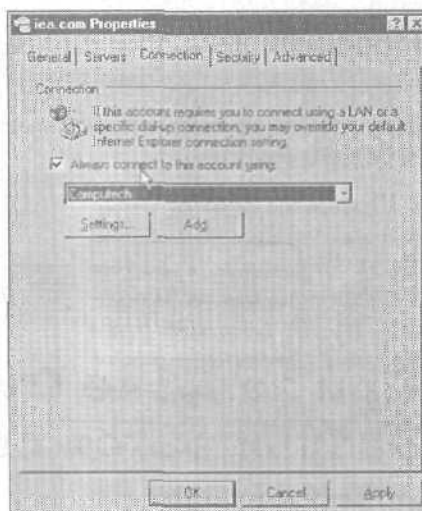 iea.com Properties
General Servers Connection Security Advanced
Connection
If this account requires you to connect using a LAN or a
specific dial-up connection, you may override your default
Internet Explorer connection setting.
Always connect to this account using:
Computech
Settings... Add
OK Cancel Apply